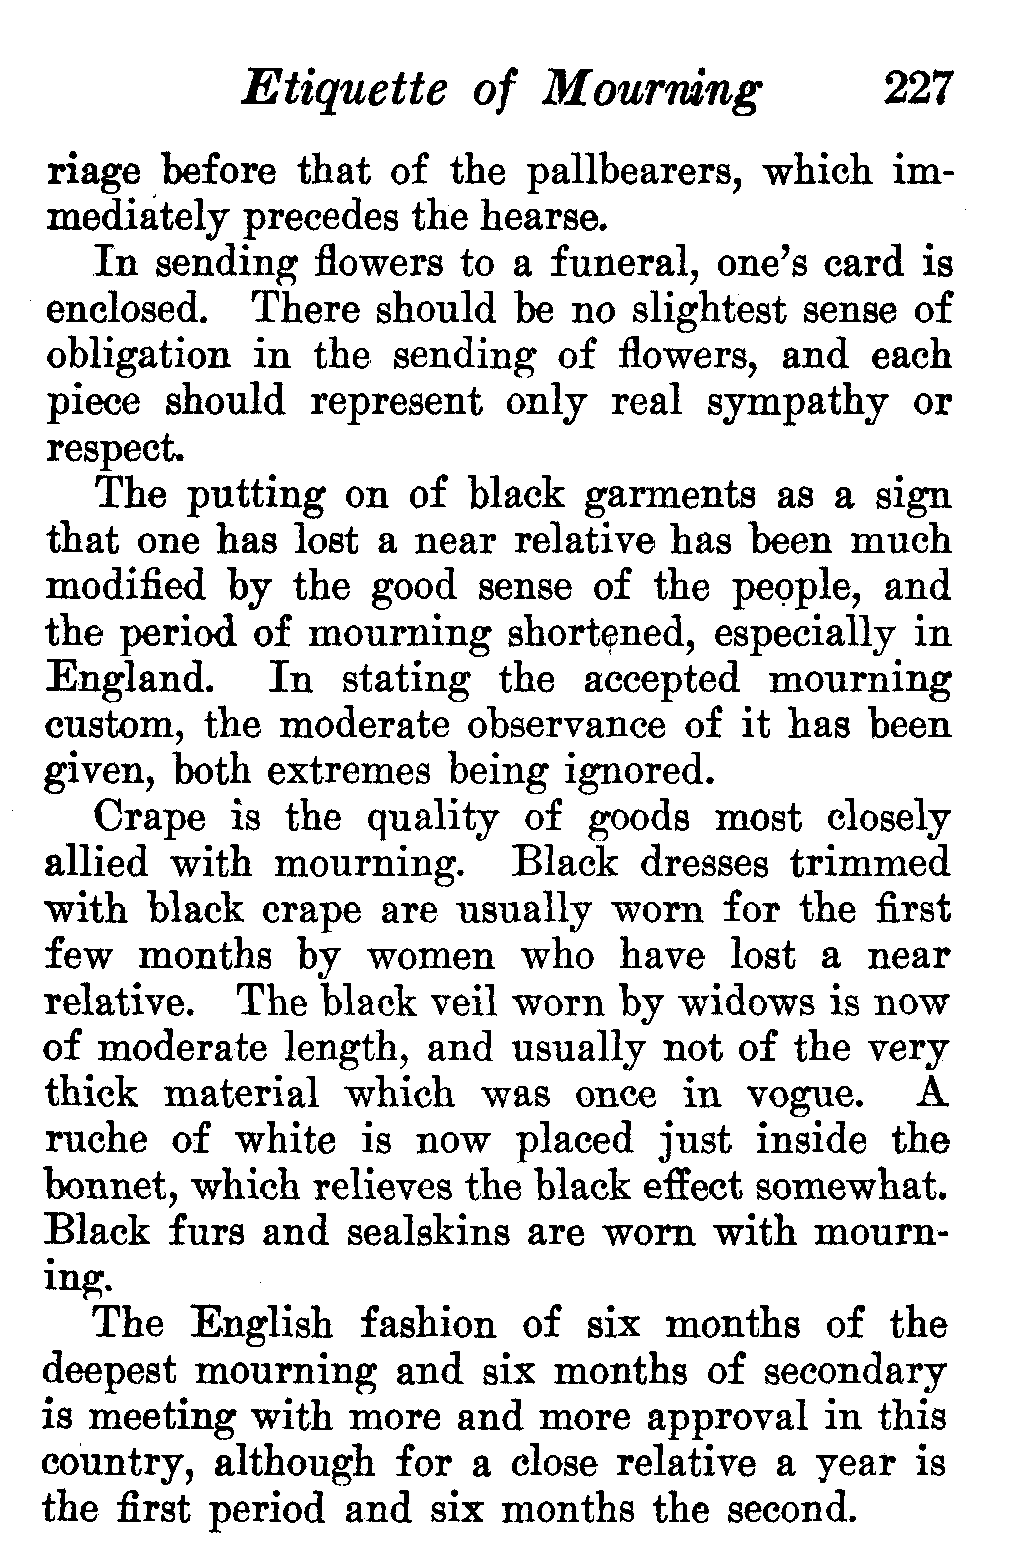 Etiquette of Mourning 227
riage before that of the pallbearers, which im-
mediately precedes the hearse.
In sending flowers to a funeral, one's card is
enclosed. There should be no slightest sense of
obligation in the sending of flowers, and each
piece should represent only real sympathy or
respect.
The putting on of black garments as a sign
that one has lost a near relative has been much
modified by the good sense of the people, and
the period of mourning shortened, especially in
England. In stating the accepted mourning
custom, the moderate observance of it has been
given, both extremes being ignored.
Crape is the quality of goods most closely
allied with mourning. Black dresses trimmed
with black crape are usually worn for the first
few months by women who have lost a near
relative. The black veil worn by widows is now
of moderate length, and usually not of the very
thick material which was once in vogue. A
ruche of white is now placed just inside the
bonnet, which relieves the black effect somewhat.
Black furs and sealskins are worn with mourn-
ing.
The English fashion of six months of the
deepest mourning and six months of secondary
is meeting with more and more approval in this
country, although for a close relative a year is
the first period and six months the second.